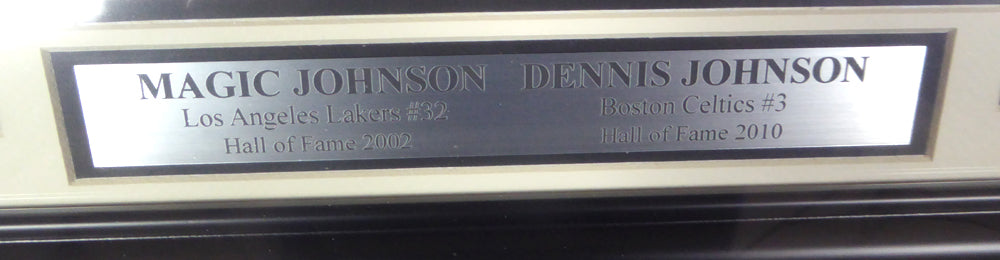 MAGIC JOHNSON
Los Angeles Lakers #32
Hall of Fame 2002
DENNIS JOHNSON
Boston Celtics #3
Hall of Fame 2010